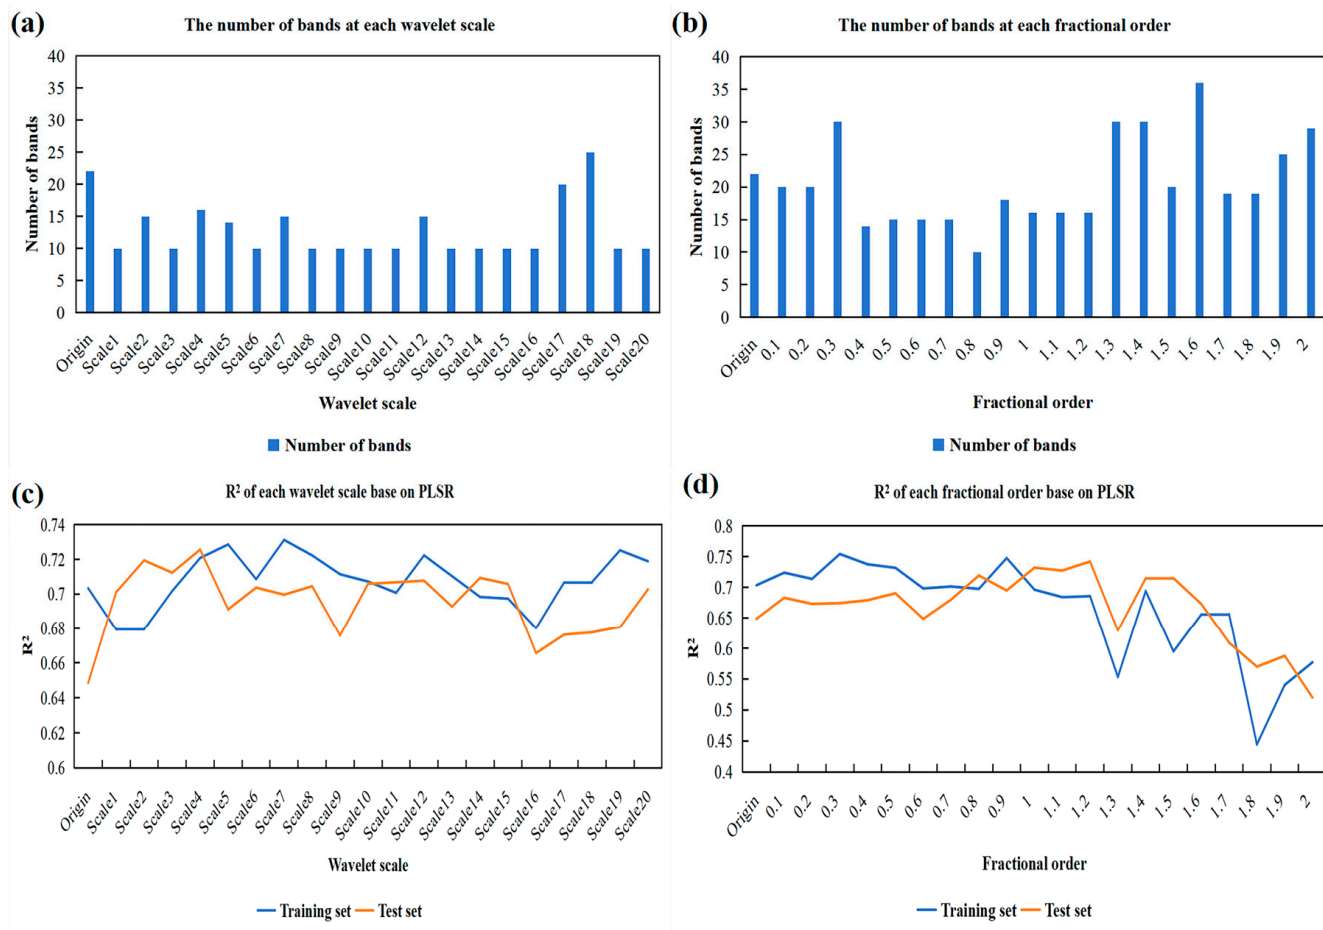 (a)
The number of bands at each wavelet scale
40
35
30
25
20
15
10
5
0
Number of bands
Origin
Scale1
Scale2
Scale3
Scale4
Scale5
Scale6
Scale7
Scale8
Scale9
Scale10
Scale11
Scale12
Scale13
Scale14
Scale15
Scale16
Scale17
Scale18
Scale19
Scale20
Wavelet scale
Number of bands
(b)
The number of bands at each fractional order
40
35
30
25
20
15
10
5
0
Number of bands
Origin
0.1
0.2
0.3
0.4
0.5
0.6
0.7
0.8
0.9
1
1.1
1.2
1.3
1.4
1.5
1.6
1.7
1.8
1.9
2
Fractional order
Number of bands
(c)
R² of each wavelet scale base on PLSR
0.74
0.72
0.7
0.68
0.66
0.64
0.62
0.6
R²
Origin
Scale1
Scale2
Scale3
Scale4
Scale5
Scale6
Scale7
Scale8
Scale9
Scale10
Scale11
Scale12
Scale13
Scale14
Scale15
Scale16
Scale17
Scale18
Scale19
Scale20
Wavelet scale
Training set Test set
(d)
R² of each fractional order base on PLSR
0.8
0.75
0.7
0.65
0.6
0.55
0.5
0.45
0.4
R²
Origin
0.1
0.2
0.3
0.4
0.5
0.6
0.7
0.8
0.9
1
1.1
1.2
1.3
1.4
1.5
1.6
1.7
1.8
1.9
2
Fractional order
Training set Test set